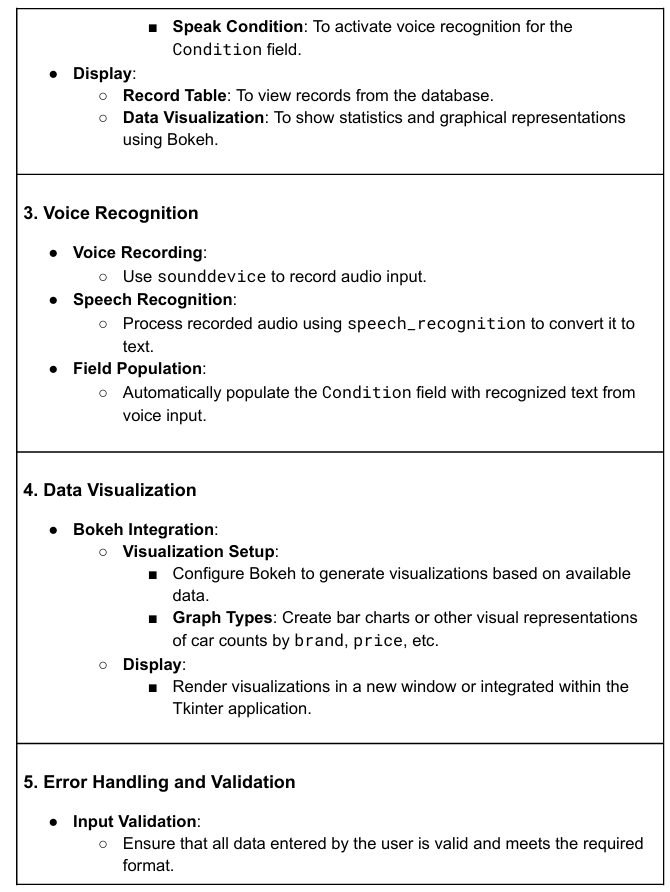 ■ Speak Condition: To activate voice recognition for the
Condition field.
● Display:
○ Record Table: To view records from the database.
○ Data Visualization: To show statistics and graphical representations
using Bokeh.
3. Voice Recognition
● Voice Recording:
○ Use sounddevice to record audio input.
● Speech Recognition:
○ Process recorded audio using speech_recognition to convert it to
text.
● Field Population:
○ Automatically populate the Condition field with recognized text from
voice input.
4. Data Visualization
● Bokeh Integration:
○ Visualization Setup:
■ Configure Bokeh to generate visualizations based on available
data.
■ Graph Types: Create bar charts or other visual representations
of car counts by brand, price, etc.
○ Display:
■ Render visualizations in a new window or integrated within the
Tkinter application.
5. Error Handling and Validation
● Input Validation:
○ Ensure that all data entered by the user is valid and meets the required
format.